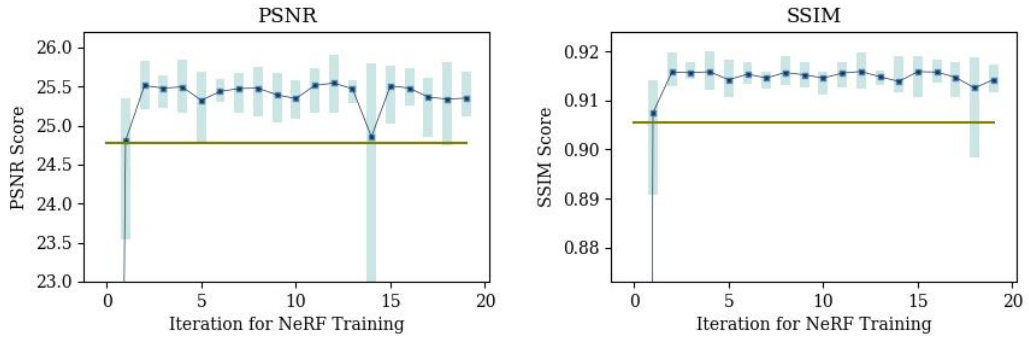 PSNR
26.0
25.5
25.0
24.5
24.0
23.5
23.0
PSNR Score
0 5 10 15 20
Iteration for NeRF Training
SSIM
0.92
0.91
0.90
0.89
0.88
SSIM Score
0 5 10 15 20
Iteration for NeRF Training